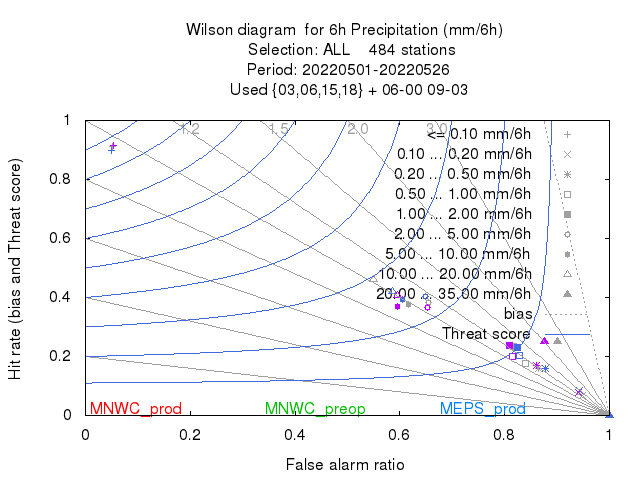 Wilson diagram  for 6h Precipitation (mm/6h)
Selection: ALL    484 stations
Period: 20220501-20220526
Used {03,06,15,18} + 06-00 09-03
1.2 1.5 2.0 3.0
<= 0.10 mm/6h
0.10 ... 0.20 mm/6h
0.20 ... 0.50 mm/6h
0.50 ... 1.00 mm/6h
1.00 ... 2.00 mm/6h
2.00 ... 5.00 mm/6h
5.00 ... 10.00 mm/6h
10.00 ... 20.00 mm/6h
20.00 ... 35.00 mm/6h
bias
Threat score
1
0.8
0.6
0.4
0.2
0
Hit rate (bias and Threat score)
MNWC_prod MNWC_preop MEPS_prod
0 0.2 0.4 0.6 0.8 1
False alarm ratio